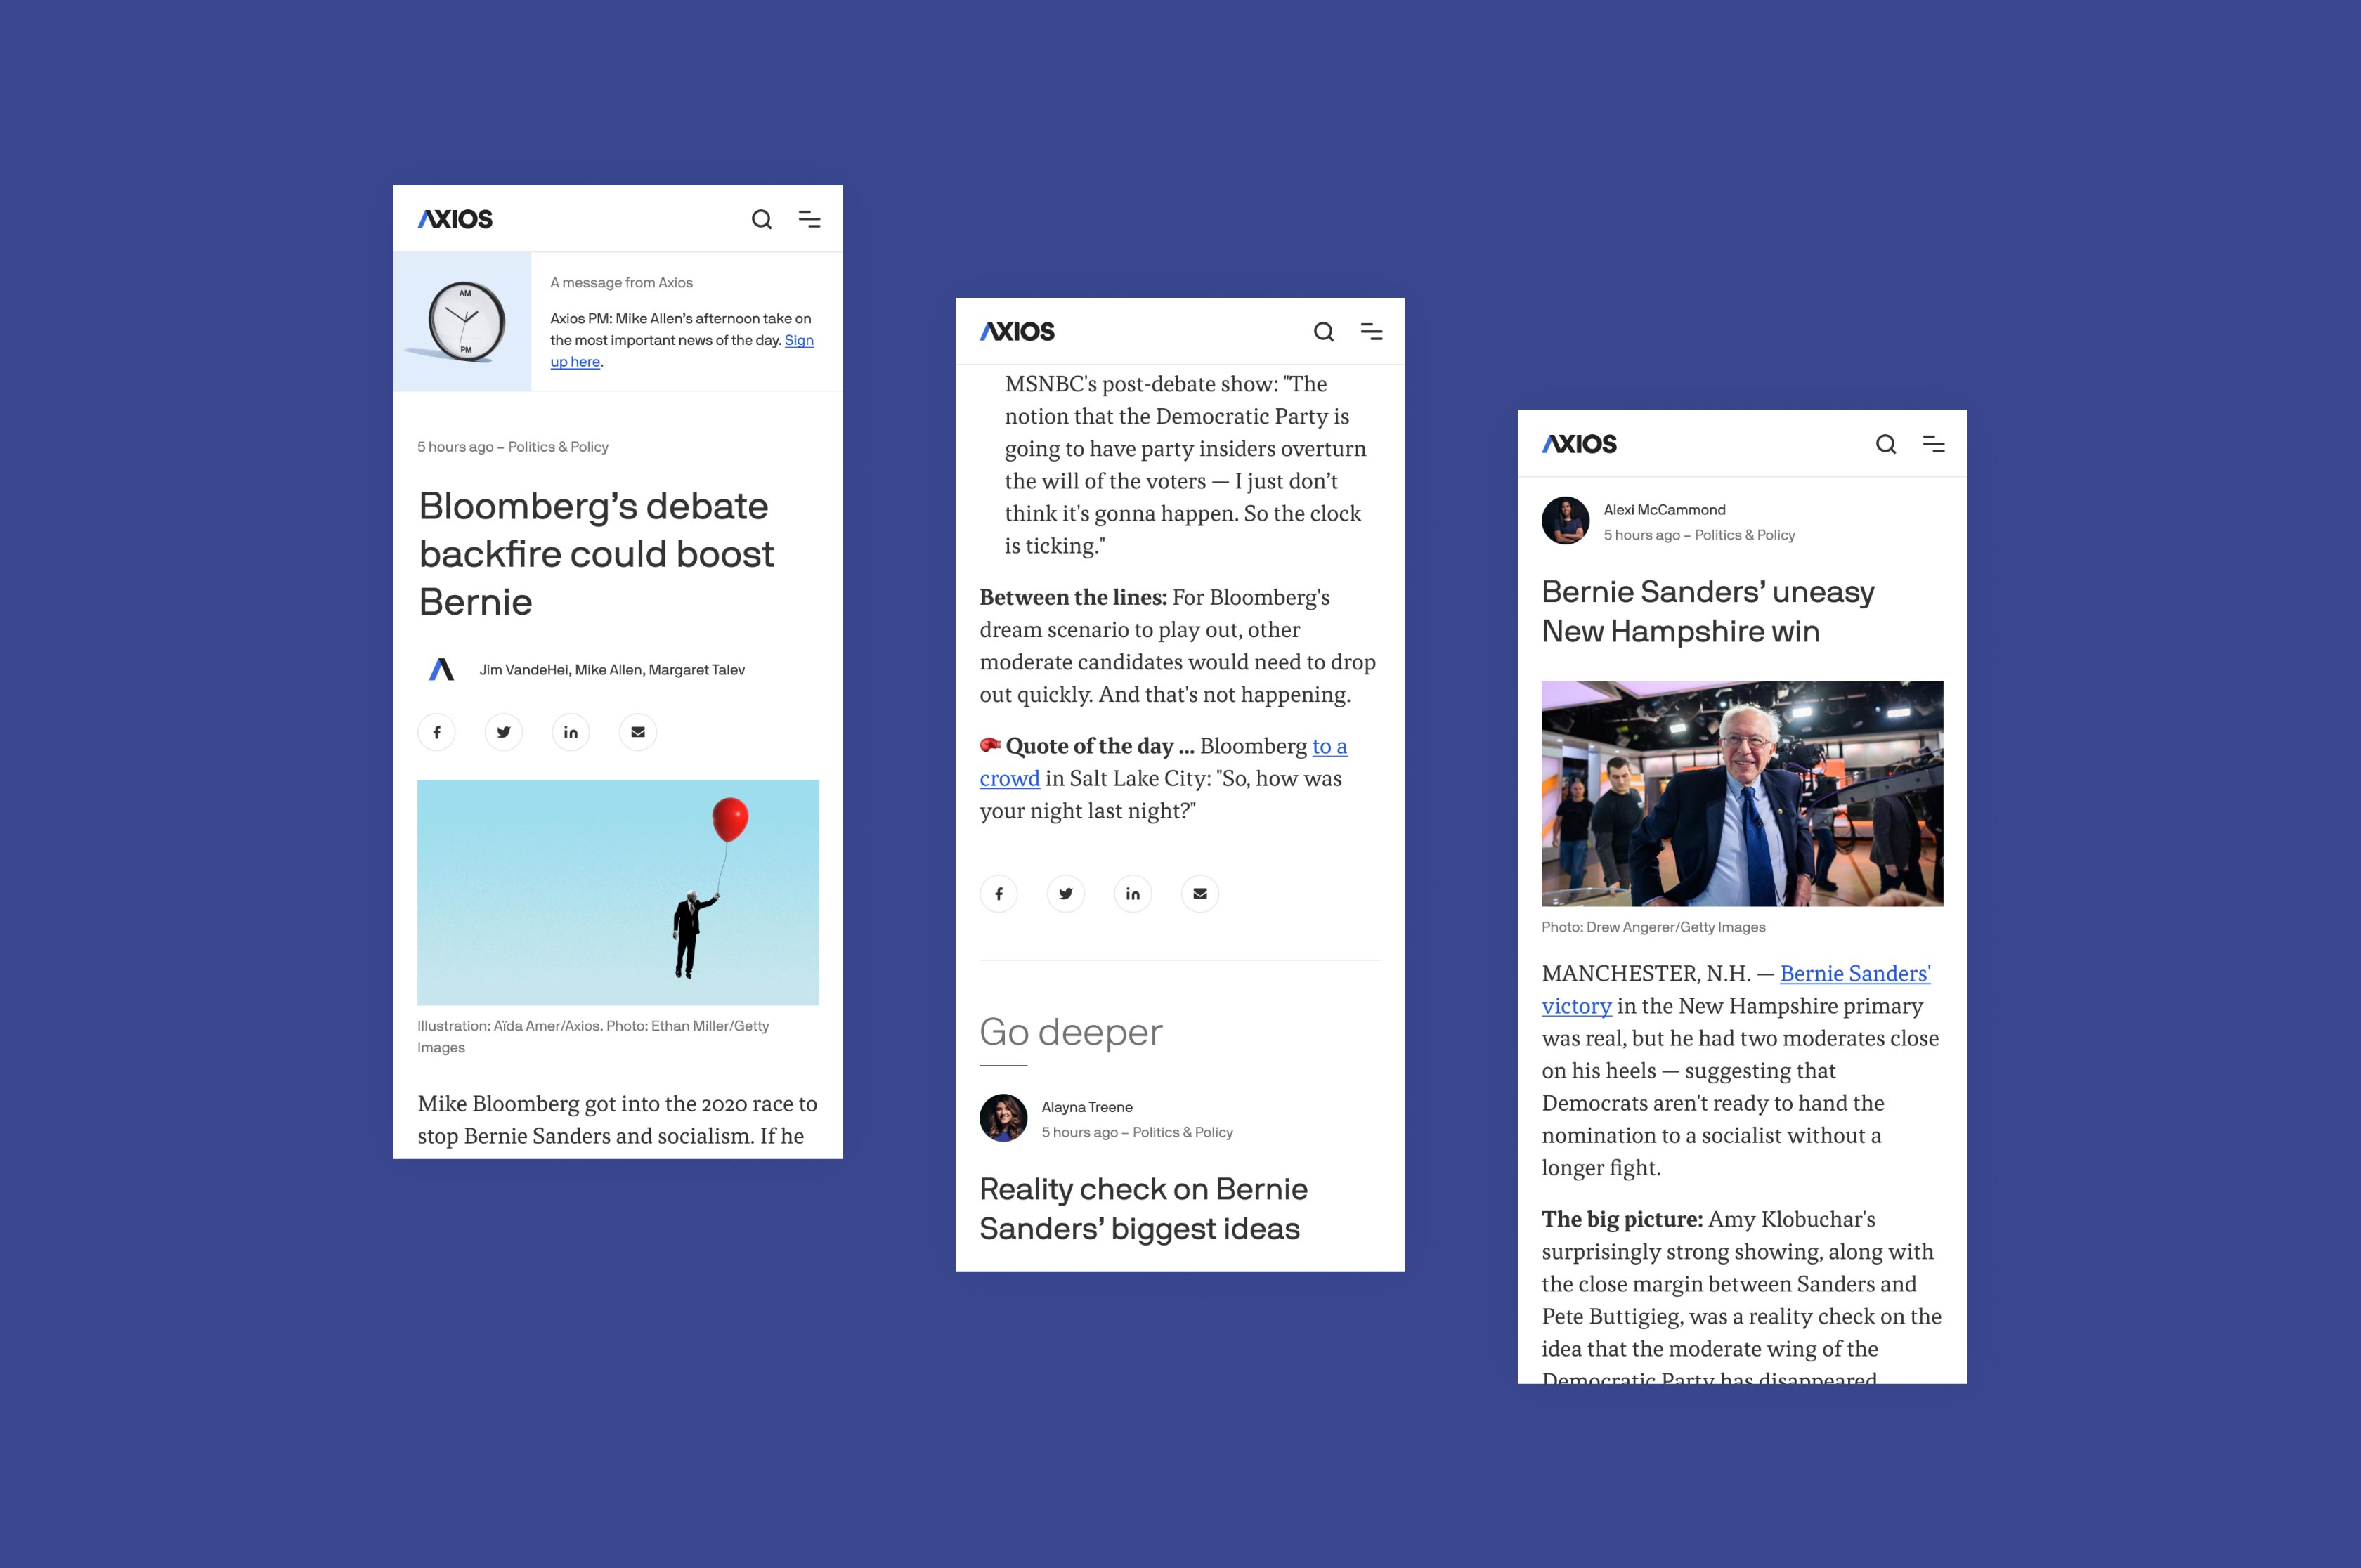 AXIOS
AM
PM
A message from Axios
Axios PM: Mike Allen’s afternoon take on
the most important news of the day. Sign
up here.
5 hours ago – Politics & Policy
Bloomberg’s debate
backfire could boost
Bernie
Jim VandeHei, Mike Allen, Margaret Talev
Illustration: Aïda Amer/Axios. Photo: Ethan Miller/Getty
Images
Mike Bloomberg got into the 2020 race to
stop Bernie Sanders and socialism. If he
AXIOS
MSNBC's post-debate show: "The
notion that the Democratic Party is
going to have party insiders overturn
the will of the voters — I just don’t
think it's gonna happen. So the clock
is ticking."
Between the lines: For Bloomberg's
dream scenario to play out, other
moderate candidates would need to drop
out quickly. And that's not happening.
🥊 Quote of the day ... Bloomberg to a
crowd in Salt Lake City: "So, how was
your night last night?"
Go deeper
Alayna Treene
5 hours ago – Politics & Policy
Reality check on Bernie
Sanders’ biggest ideas
AXIOS
Alexi McCammond
5 hours ago – Politics & Policy
Bernie Sanders’ uneasy
New Hampshire win
Photo: Drew Angerer/Getty Images
MANCHESTER, N.H. — Bernie Sanders'
victory in the New Hampshire primary
was real, but he had two moderates close
on his heels — suggesting that
Democrats aren't ready to hand the
nomination to a socialist without a
longer fight.
The big picture: Amy Klobuchar's
surprisingly strong showing, along with
the close margin between Sanders and
Pete Buttigieg, was a reality check on the
idea that the moderate wing of the
Democratic Party has disappeared